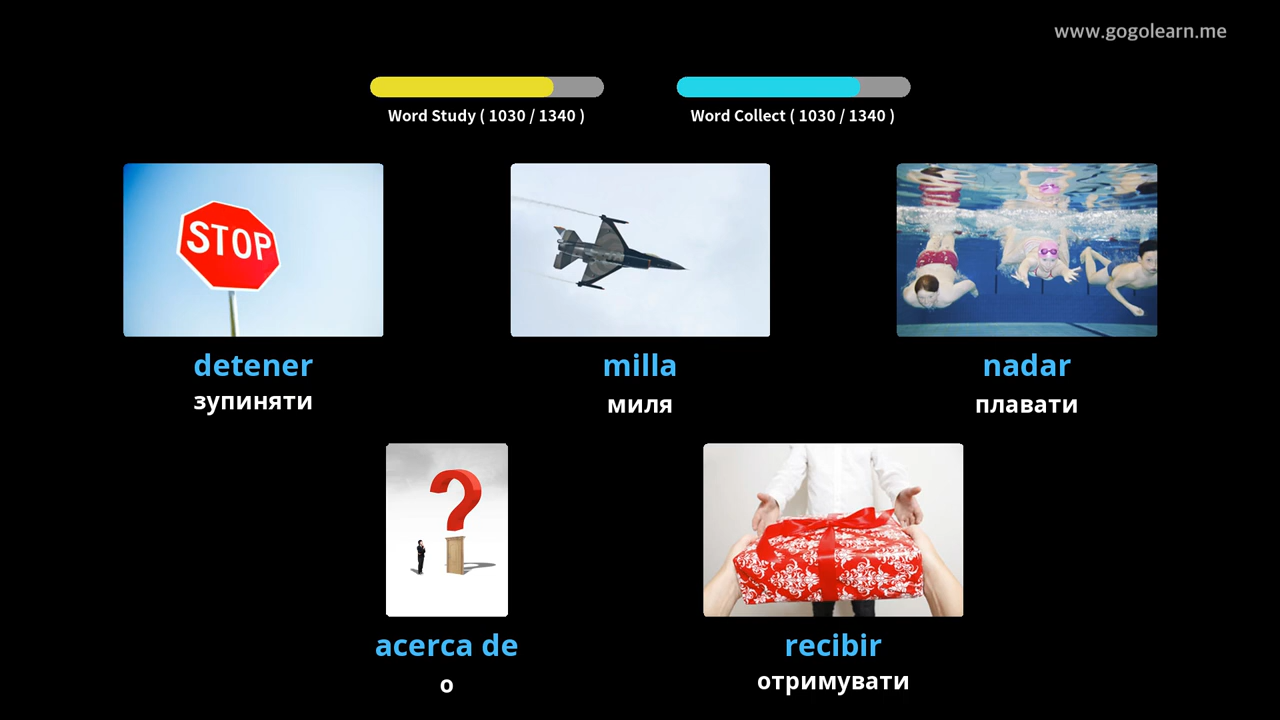 www.gogolearn.me
Word Study ( 1030 / 1340 )
Word Collect ( 1030 / 1340 )
STOP
detener
зупиняти
milla
миля
nadar
плавати
acerca de
о
recibir
отримувати